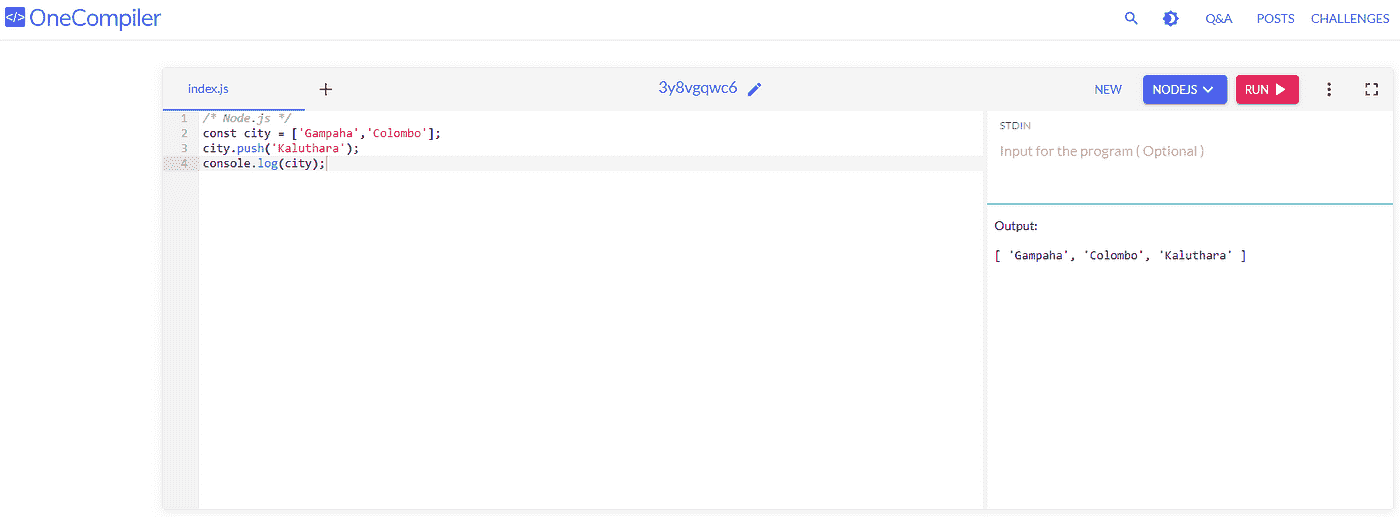 </> OneCompiler
Q&A POSTS CHALLENGES
index.js + 3y8vgqwc6 NEW NODEJS RUN
1 /* Node.js */
2 const city = ['Gampaha','Colombo'];
3 city.push('Kaluthara');
4 console.log(city);
STDIN
Input for the program ( Optional )
Output:
[ 'Gampaha', 'Colombo', 'Kaluthara' ]